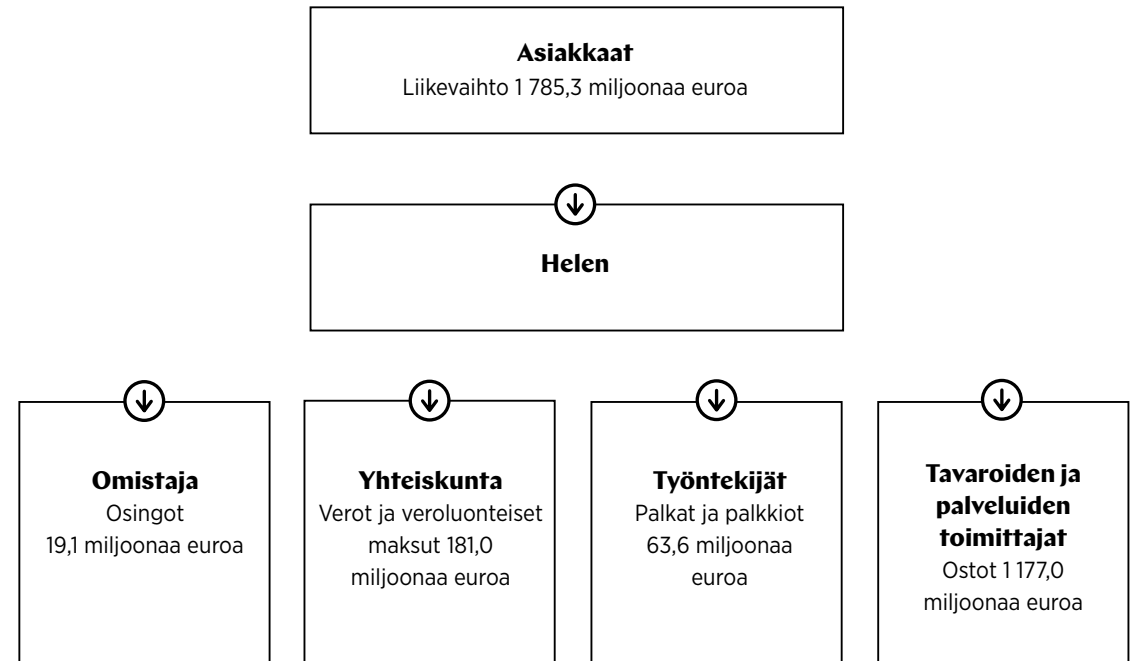 Asiakkaat
Liikevaihto 1 785,3 miljoonaa euroa
Helen
Omistaja
Osingot
19,1 miljoonaa euroa
Yhteiskunta
Verot ja veroluonteiset
maksut 181,0
miljoonaa euroa
Työntekijät
Palkat ja palkkiot
63,6 miljoonaa
euroa
Tavaroiden ja
palveluiden
toimittajat
Ostot 1 177,0
miljoonaa euroa